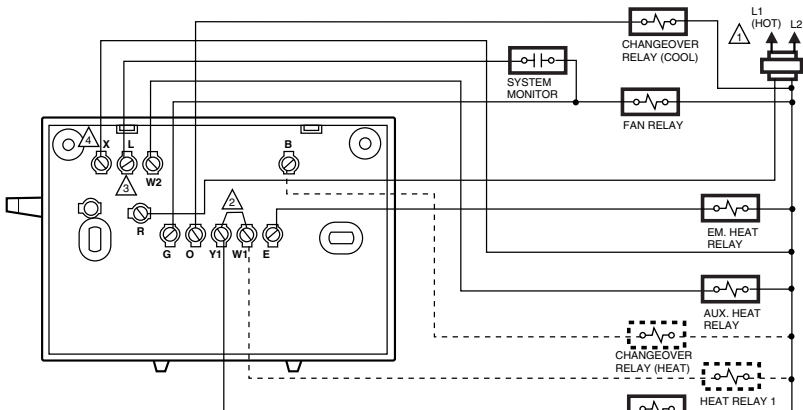 L1
(HOT)
L2
1
CHANGEOVER
RELAY (COOL)
SYSTEM
MONITOR
FAN RELAY
4
X
L
W2
3
B
2
R
G
O
Y1
W1
E
EM. HEAT
RELAY
AUX. HEAT
RELAY
CHANGEOVER
RELAY (HEAT)
HEAT RELAY 1